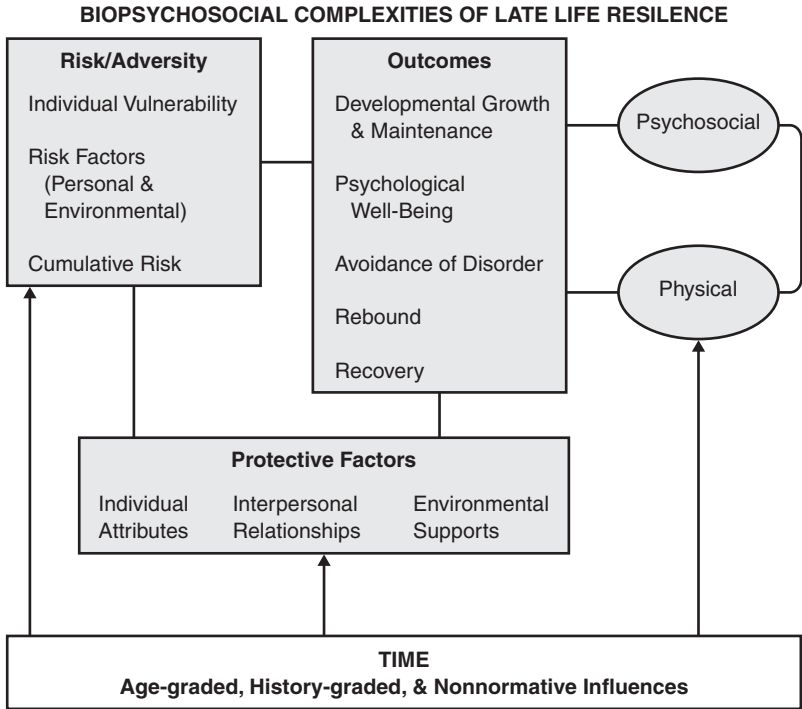 BIOPSYCHOSOCIAL COMPLEXITIES OF LATE LIFE RESILENCE
Risk/Adversity
Individual Vulnerability
Risk Factors
(Personal &
Environmental)
Cumulative Risk
Outcomes
Developmental Growth
& Maintenance
Psychological
Well-Being
Avoidance of Disorder
Rebound
Recovery
Psychosocial
Physical
Protective Factors
Individual
Attributes
Interpersonal
Relationships
Environmental
Supports
TIME
Age-graded, History-graded, & Nonnormative Influences